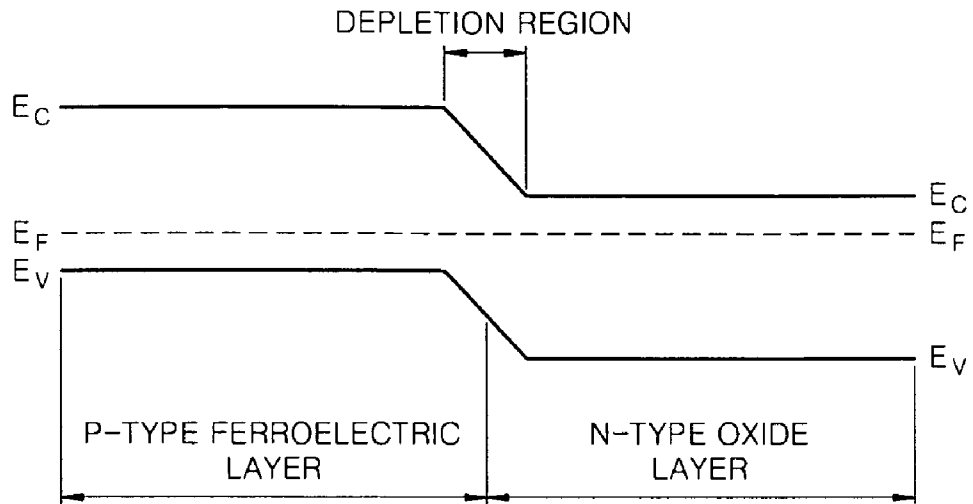 DEPLETION REGION
E_C
E_C
E_F
E_F
E_V
E_V
P-TYPE FERROELECTRIC
LAYER
N-TYPE OXIDE
LAYER